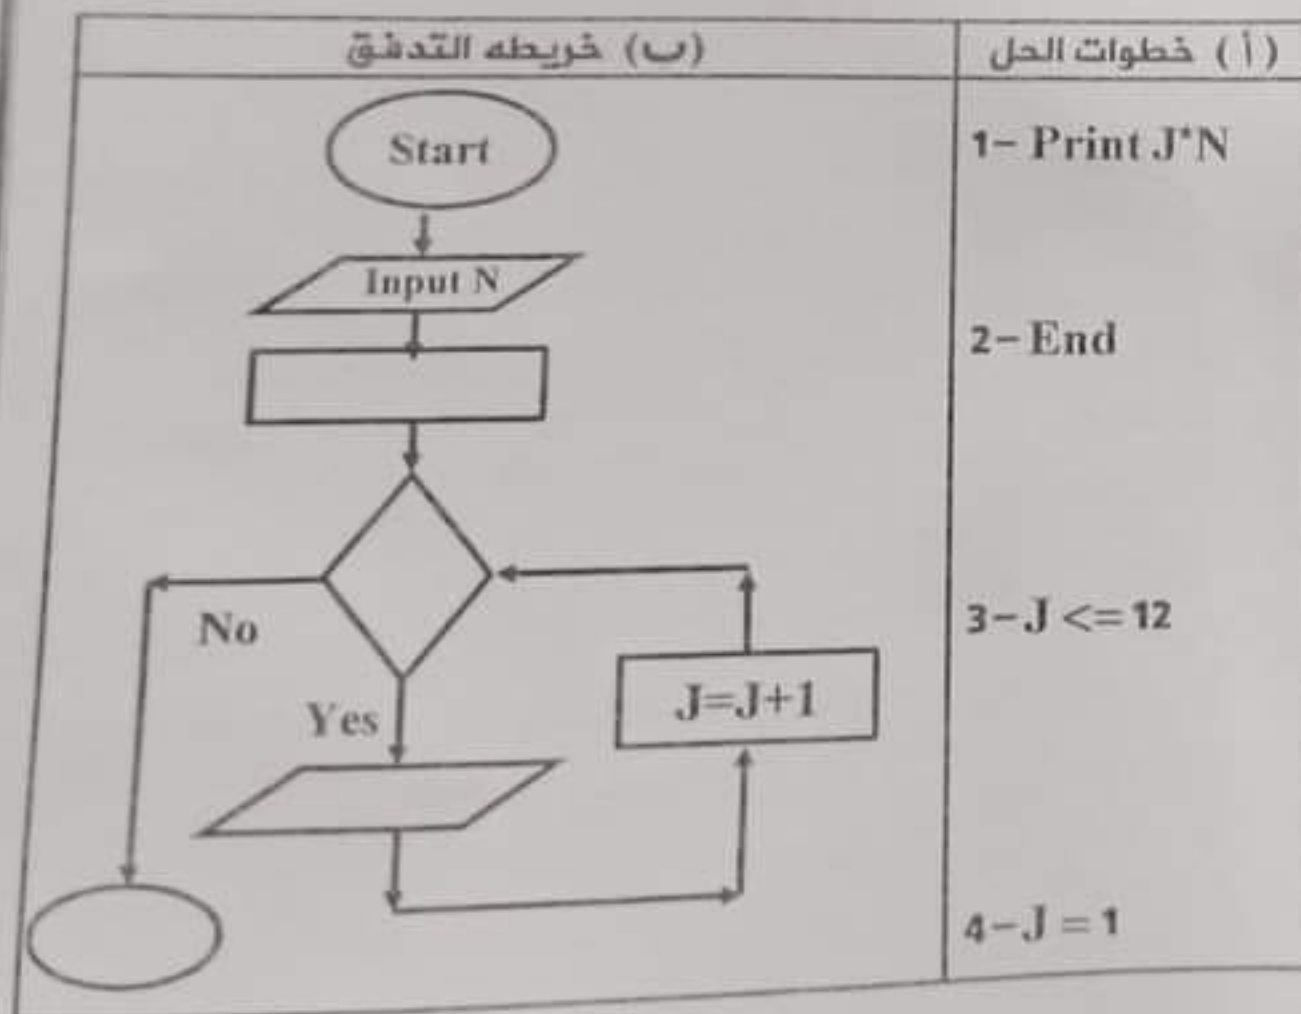 (أ) خطوات الحل
(ب) خريطه التدفق
1- Print J*N
2- End
3- J <= 12
4- J = 1
Start
Input N
No
Yes
J=J+1